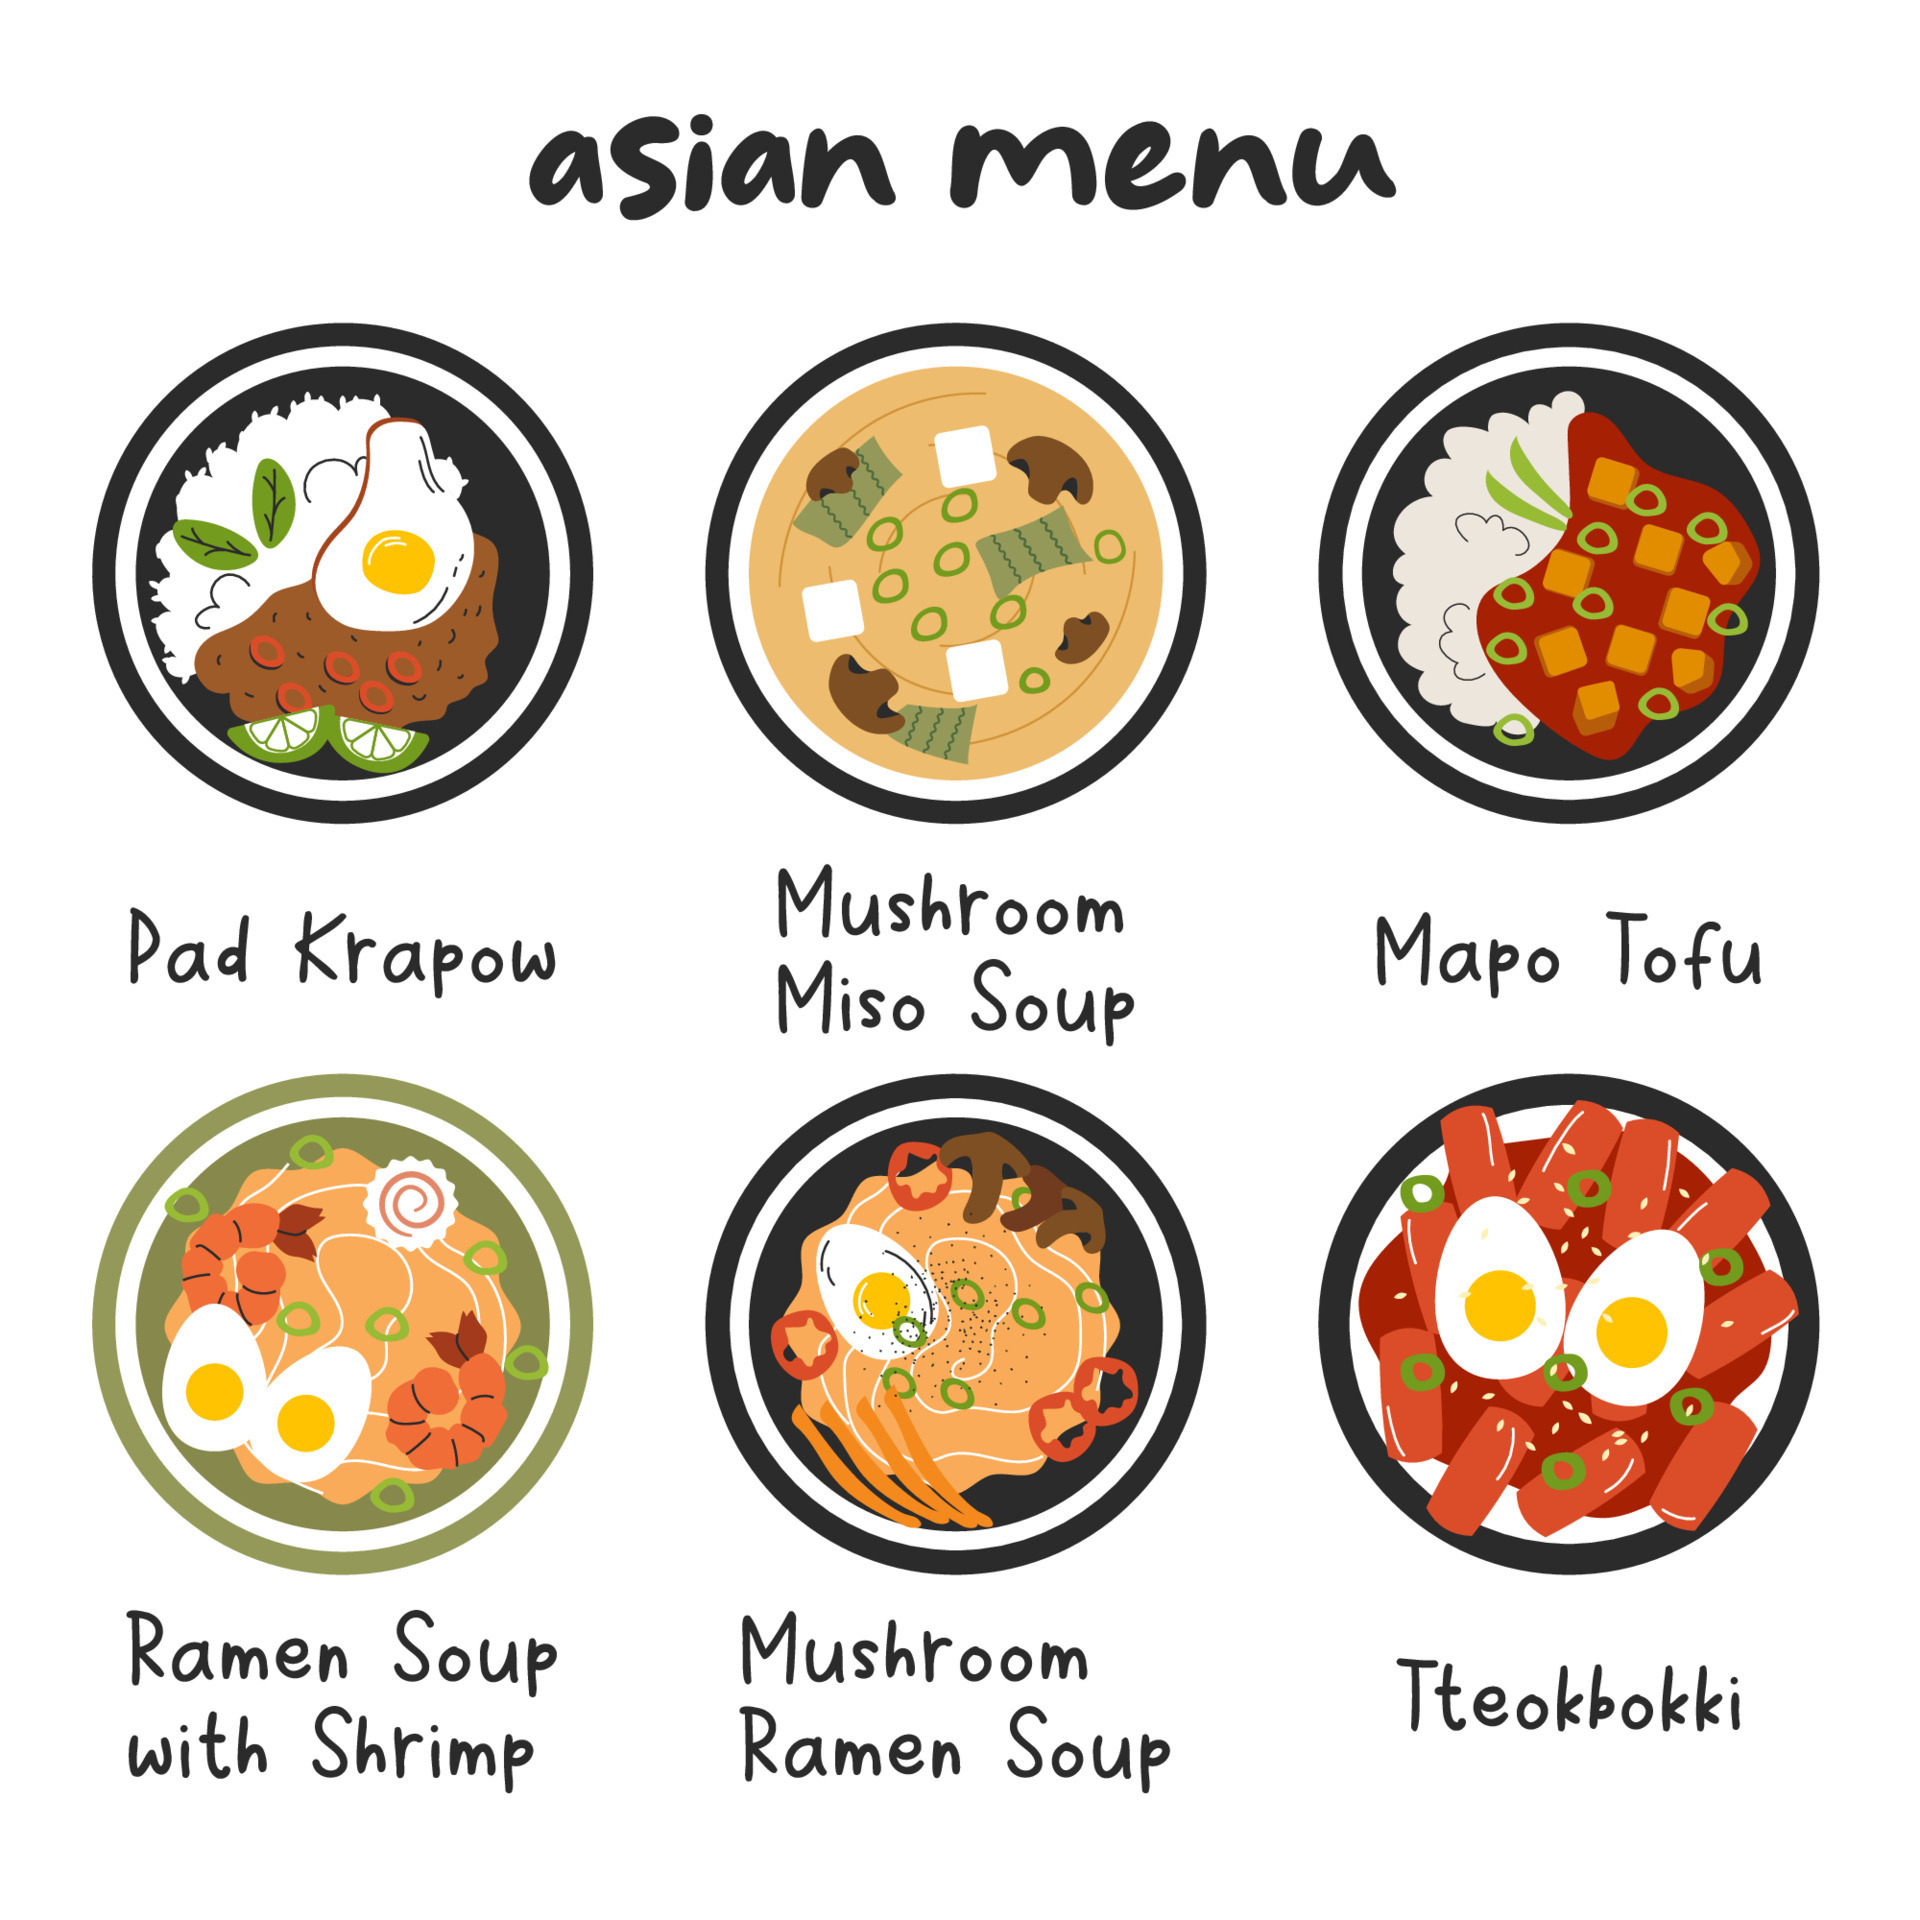 asian menu
Pad Krapow
Mushroom
Miso Soup
Mapo Tofu
Ramen Soup
with Shrimp
Mushroom
Ramen Soup
Tteokbokki